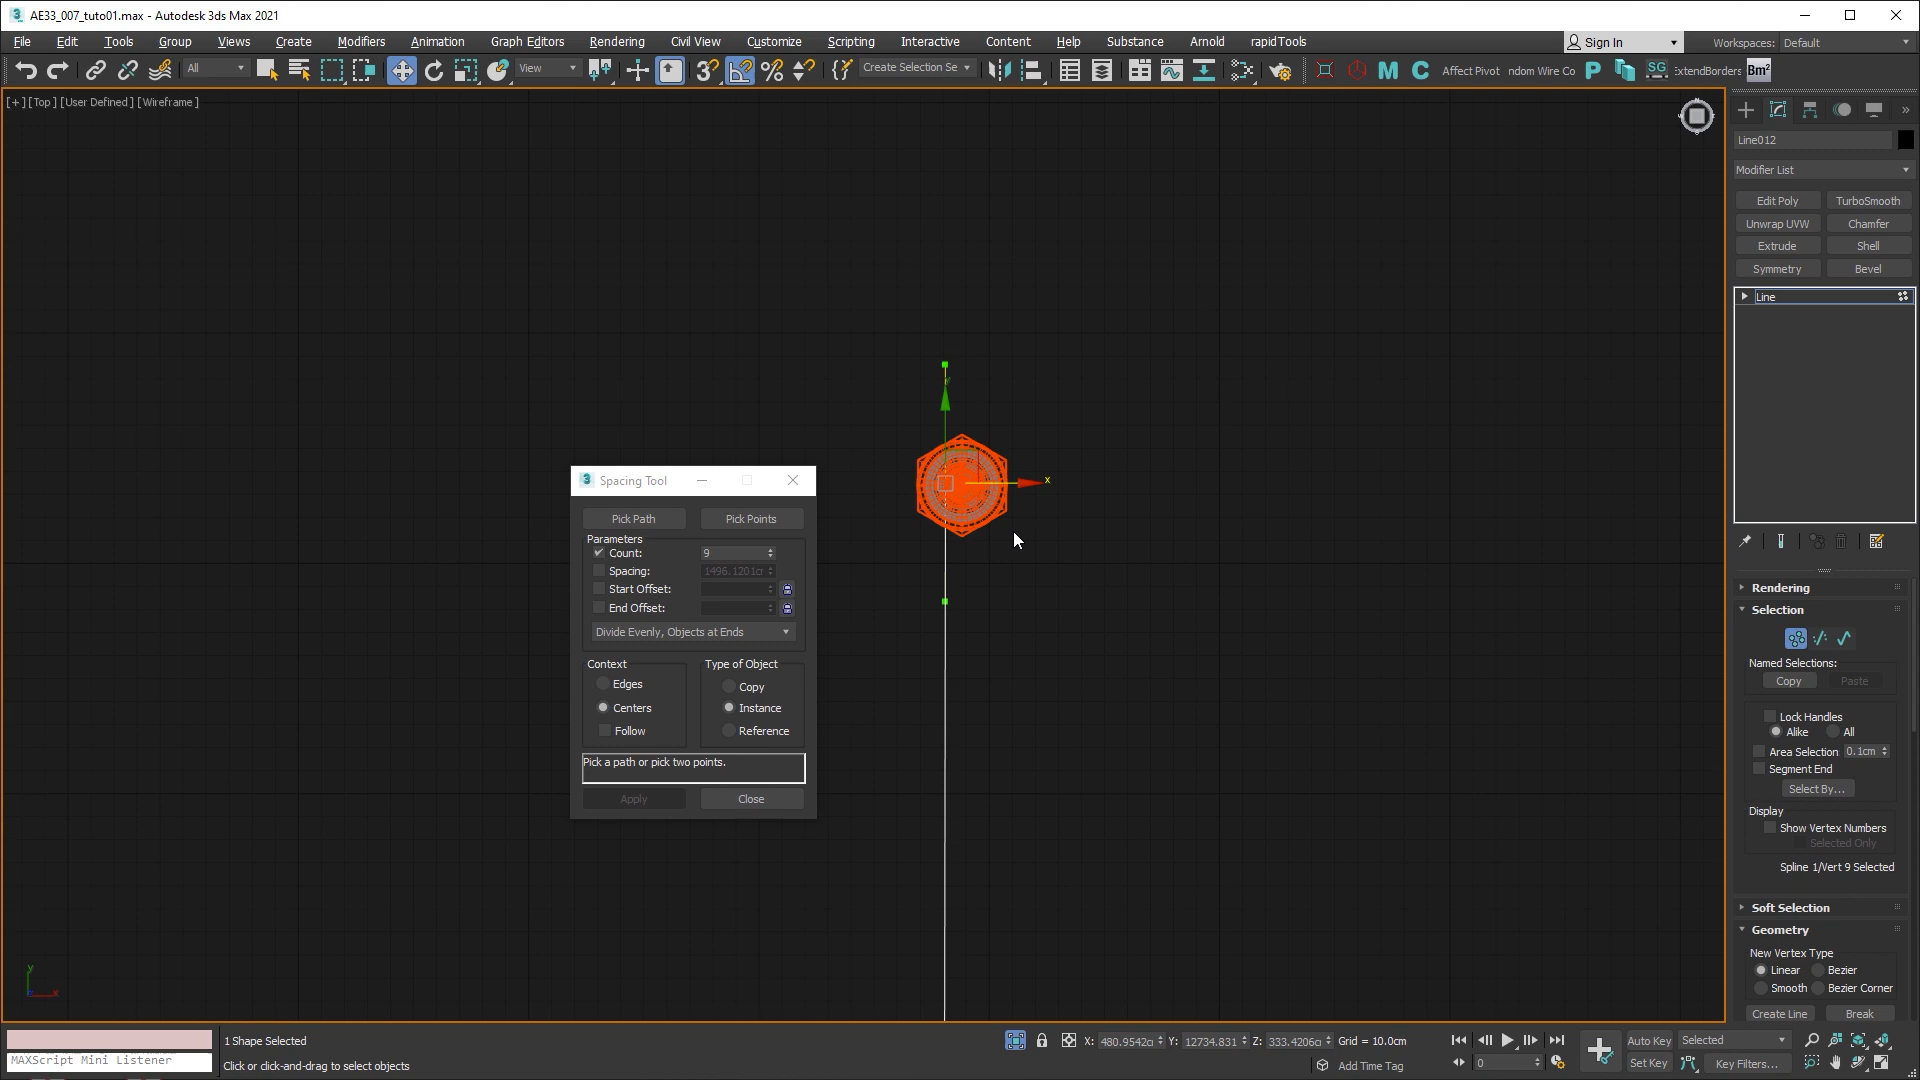 AE33_007_tuto01.max - Autodesk 3ds Max 2021
File Edit Tools Group Views Create Modifiers Animation Graph Editors Rendering Civil View Customize Scripting Interactive Content Help Substance Arnold rapidTools
Sign In
Workspaces: Default
All
View
Create Selection Se
Affect Pivot
ndom Wire Co
ExtendBorders
Bm²
[+] [Top ] [User Defined ] [Wireframe ]
Line012
Modifier List
Edit Poly TurboSmooth
Unwrap UVW Chamfer
Extrude Shell
Symmetry Bevel
Line
x
Spacing Tool
Pick Path Pick Points
Parameters
Count: 9
Spacing: 1496.1201c
Start Offset:
End Offset:
Divide Evenly, Objects at Ends
Context Type of Object
Edges Copy
Centers Instance
Follow Reference
Pick a path or pick two points.
Apply Close
Rendering
Selection
Named Selections:
Copy Paste
Lock Handles
Alike All
Area Selection 0.1cm
Segment End
Select By...
Display
Show Vertex Numbers
Selected Only
Spline 1/Vert 9 Selected
Soft Selection
Geometry
New Vertex Type
Linear Bezier
Smooth Bezier Corner
Create Line Break
y
x
1 Shape Selected
MAXScript Mini Listener
Click or click-and-drag to select objects
X: 480.9542c Y: 12734.831 Z: 333.4206c Grid = 10.0cm
Add Time Tag
0
Auto Key Selected
Set Key Key Filters...